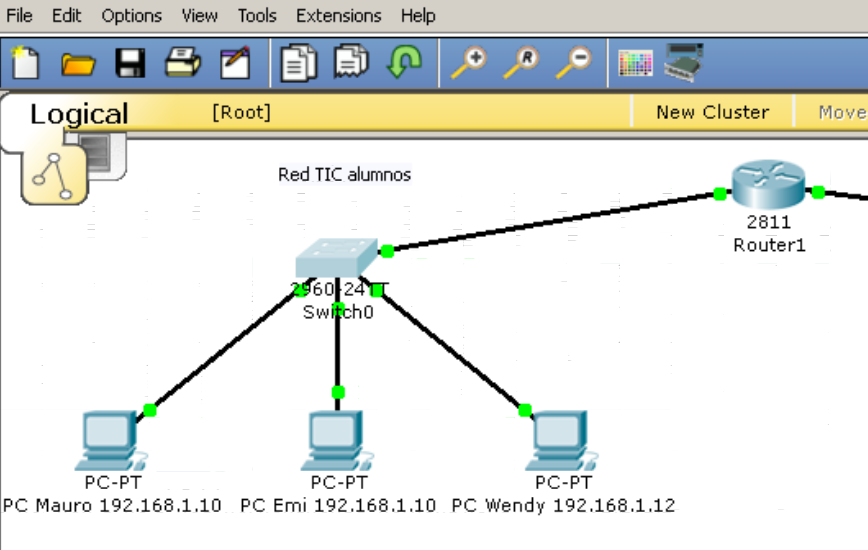 File Edit Options View Tools Extensions Help
R
Logical [Root] New Cluster Move
Red TIC alumnos
2811
Router1
2960-24TT
Switch0
PC-PT PC-PT PC-PT
PC Mauro 192.168.1.10 PC Emi 192.168.1.10 PC Wendy 192.168.1.12